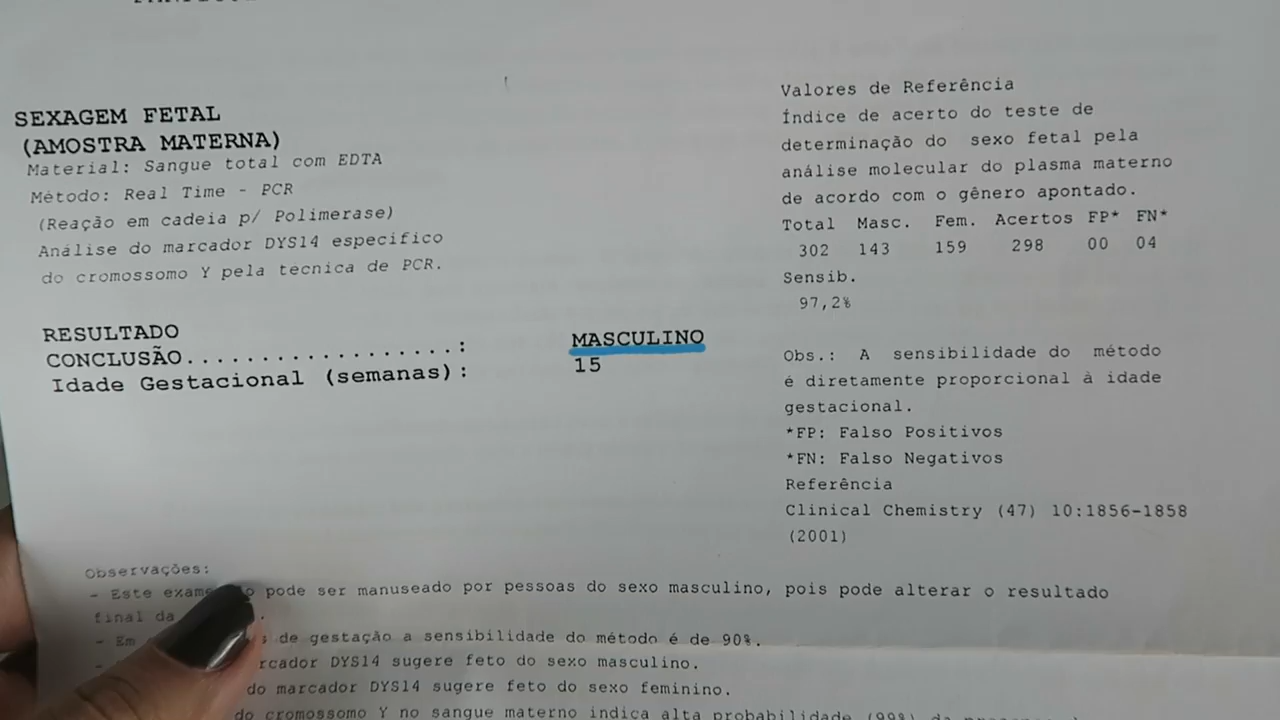 SEXAGEM FETAL
(AMOSTRA MATERNA)
Material: Sangue total com EDTA
Método: Real Time - PCR
(Reação em cadeia p/ Polimerase)
Análise do marcador DYS14 especifico
do cromossomo Y pela técnica de PCR.
RESULTADO
CONCLUSÃO...................: MASCULINO
Idade Gestacional (semanas): 15
Valores de Referência
Índice de acerto do teste de
determinação do sexo fetal pela
análise molecular do plasma materno
de acordo com o gênero apontado.
Total Masc. Fem. Acertos FP* FN*
302 143 159 298 00 04
Sensib.
97,2%
Obs.: A sensibilidade do método
é diretamente proporcional à idade
gestacional.
*FP: Falso Positivos
*FN: Falso Negativos
Referência
Clinical Chemistry (47) 10:1856-1858
(2001)
Observações:
- Este exame pode ser manuseado por pessoas do sexo masculino, pois pode alterar o resultado
final da
- Em de gestação a sensibilidade do método é de 90%.
- DYS14 sugere feto do sexo masculino.
do marcador DYS14 sugere feto do sexo feminino.
do cromossomo Y no sangue materno indica alta probabilidade (99%)